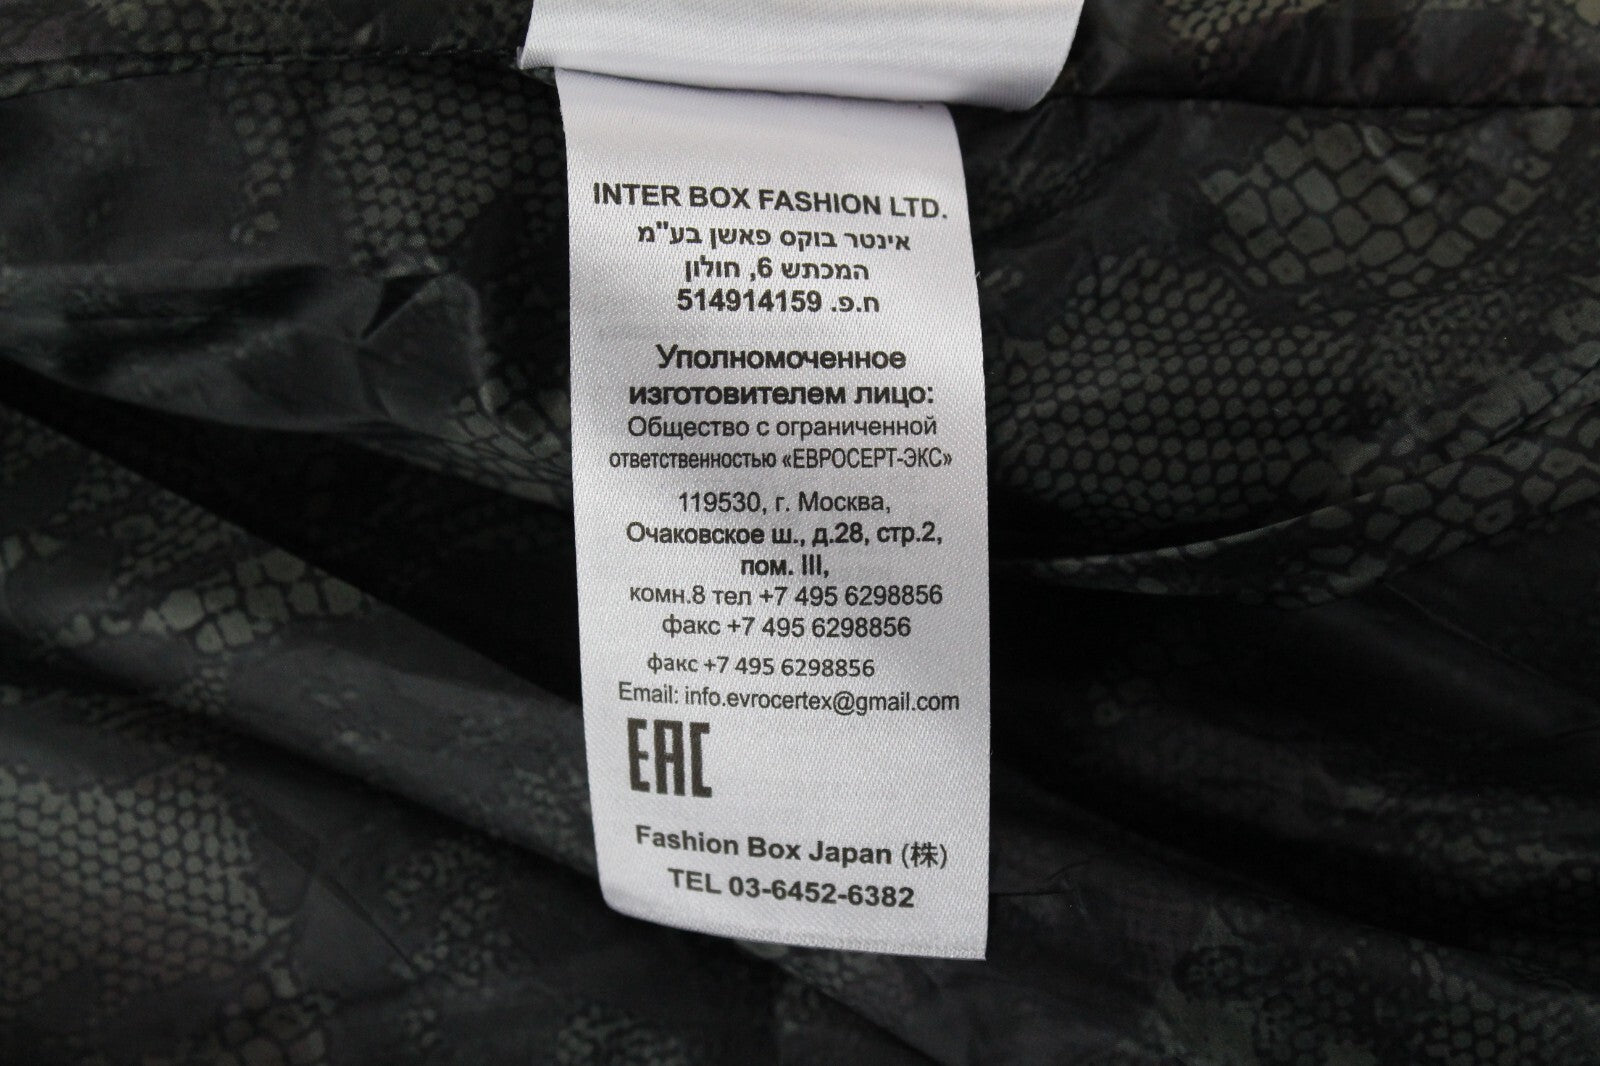 INTER BOX FASHION LTD.
אינטר בוקס פאשן בע"מ
המכתש 6, חולון
ח.פ. 514914159
Уполномоченное
изготовителем лицо:
Общество с ограниченной
ответственностью «ЕВРОСЕРТ-ЭКС»
119530, г. Москва,
Очаковское ш., д.28, стр.2,
пом. III,
комн.8 тел +7 495 6298856
факс +7 495 6298856
факс +7 495 6298856
Email: info.evrocertex@gmail.com
EAC
Fashion Box Japan (株)
TEL 03-6452-6382